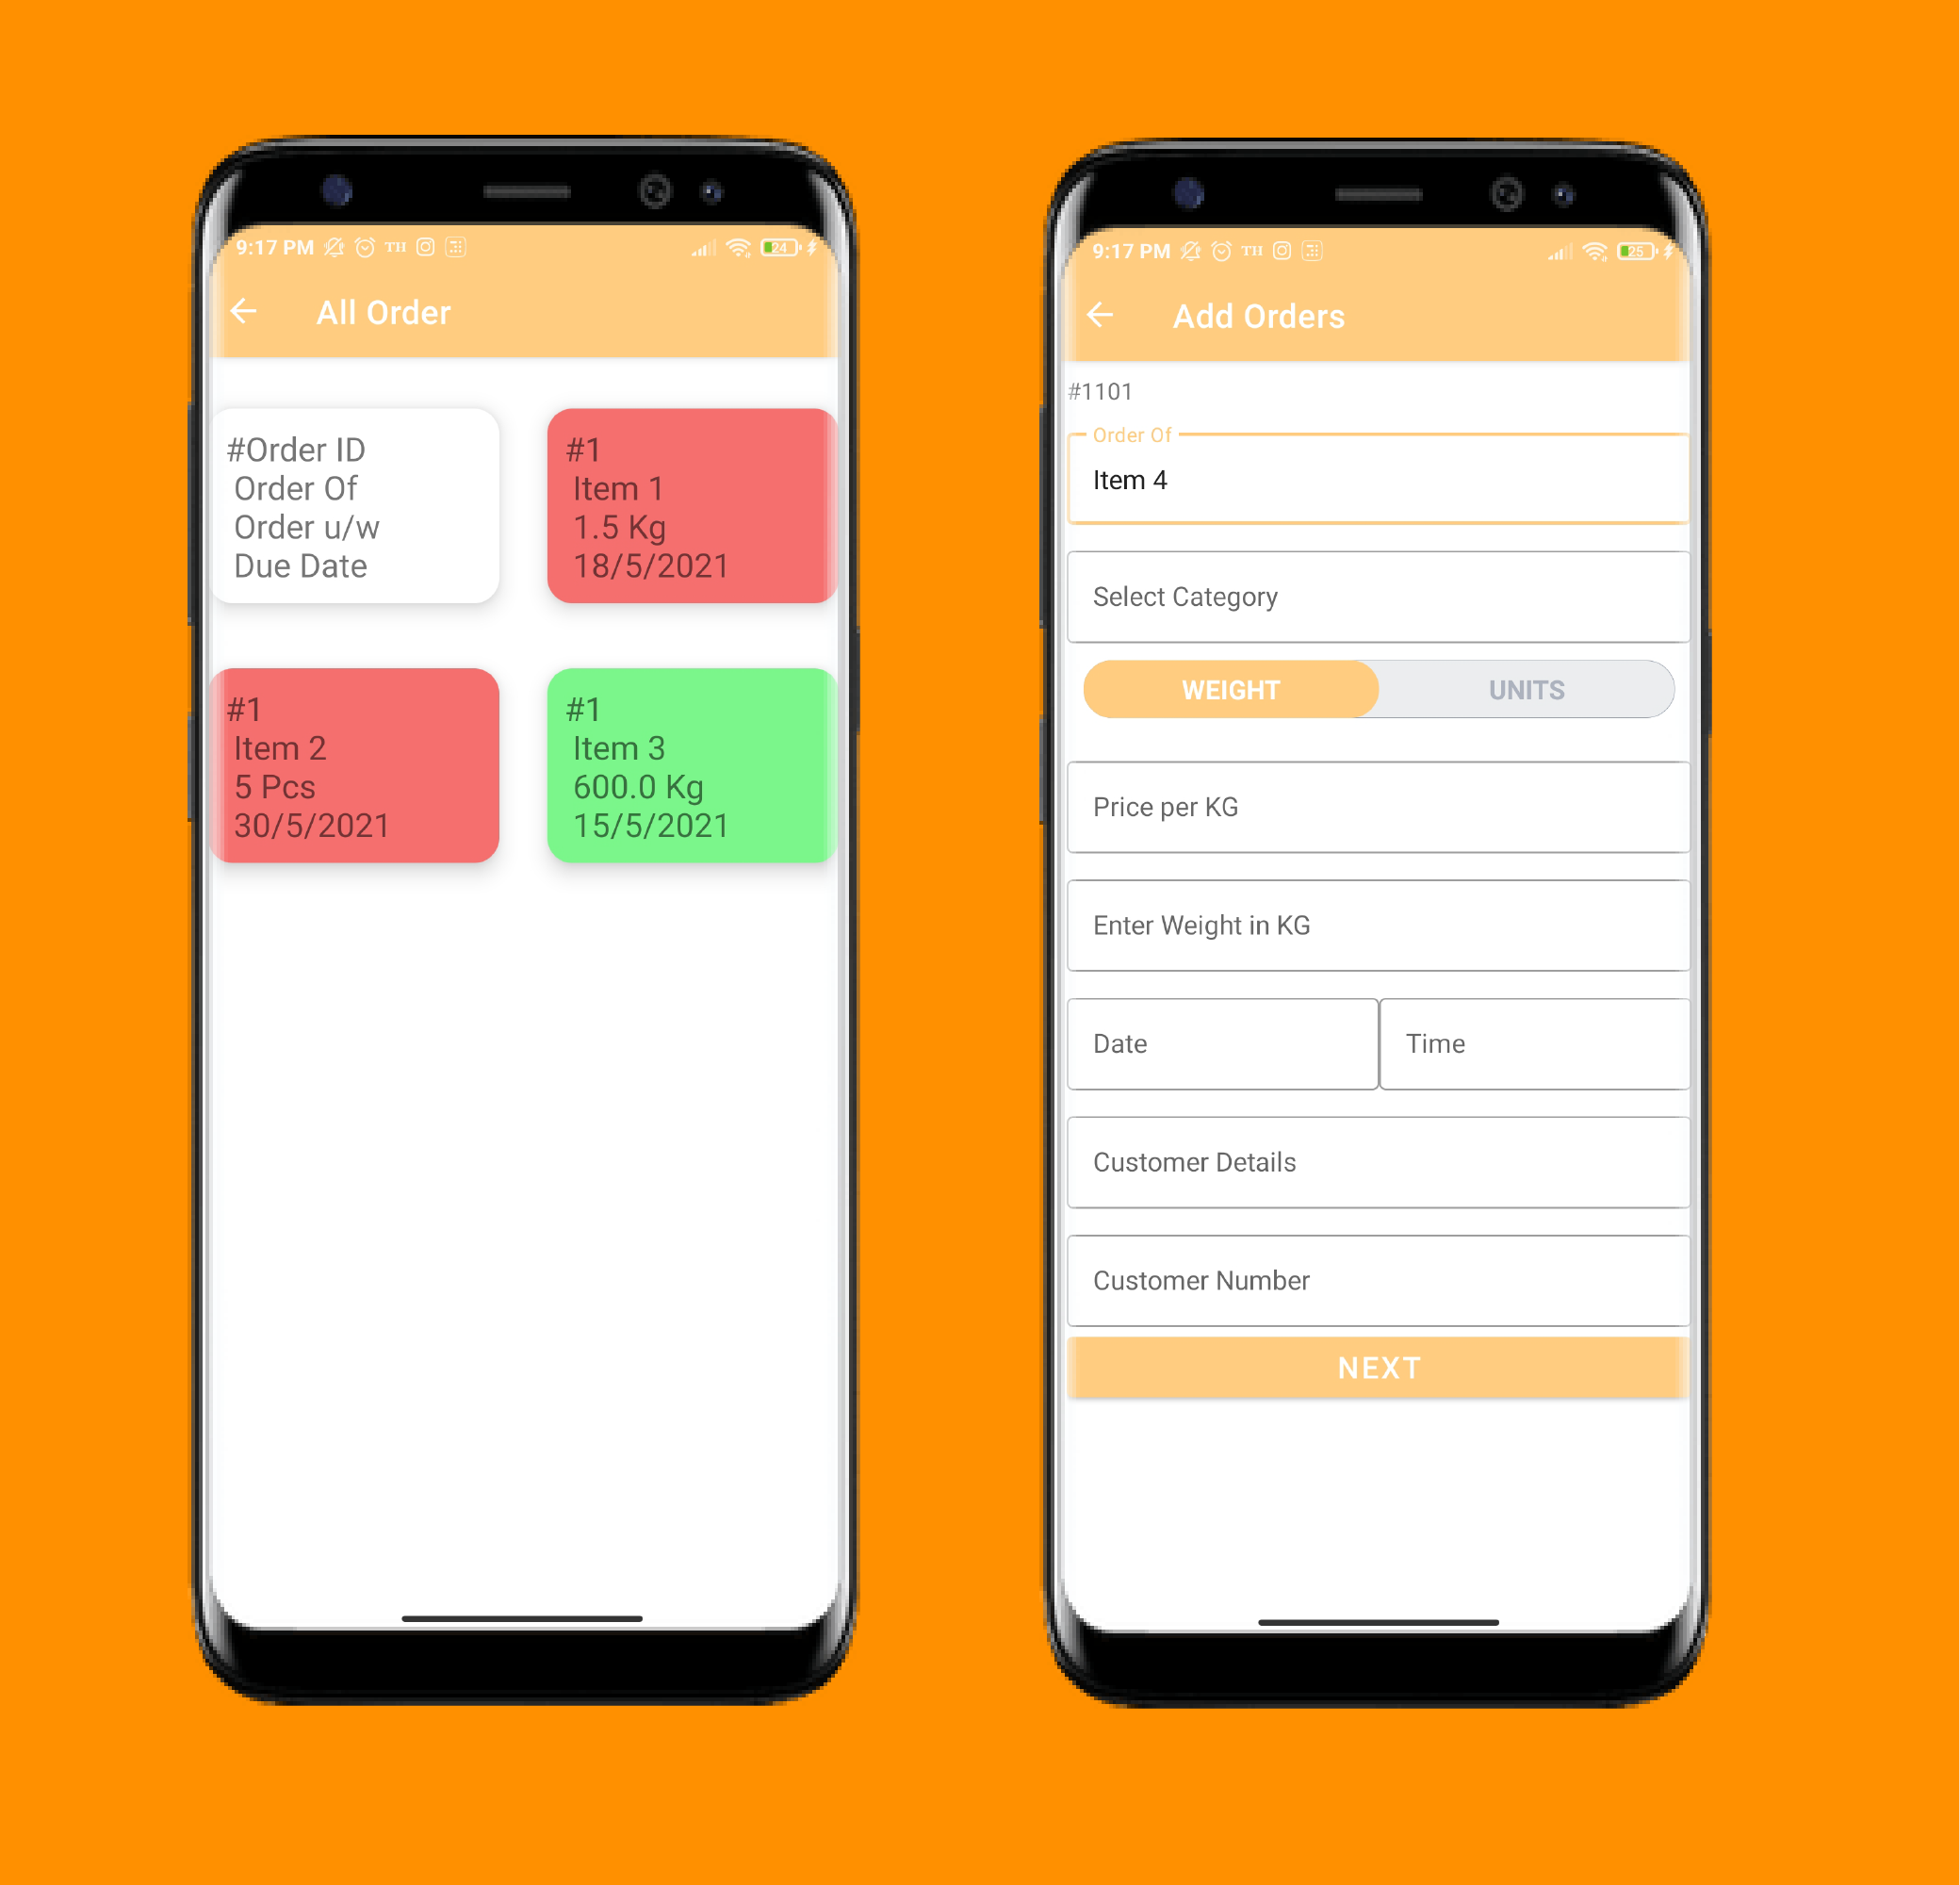 9:17 PM TH 24
All Order
#Order ID
Order Of
Order u/w
Due Date
#1
Item 1
1.5 Kg
18/5/2021
#1
Item 2
5 Pcs
30/5/2021
#1
Item 3
600.0 Kg
15/5/2021
9:17 PM TH 25
Add Orders
#1101
Order Of
Item 4
Select Category
WEIGHT UNITS
Price per KG
Enter Weight in KG
Date Time
Customer Details
Customer Number
NEXT